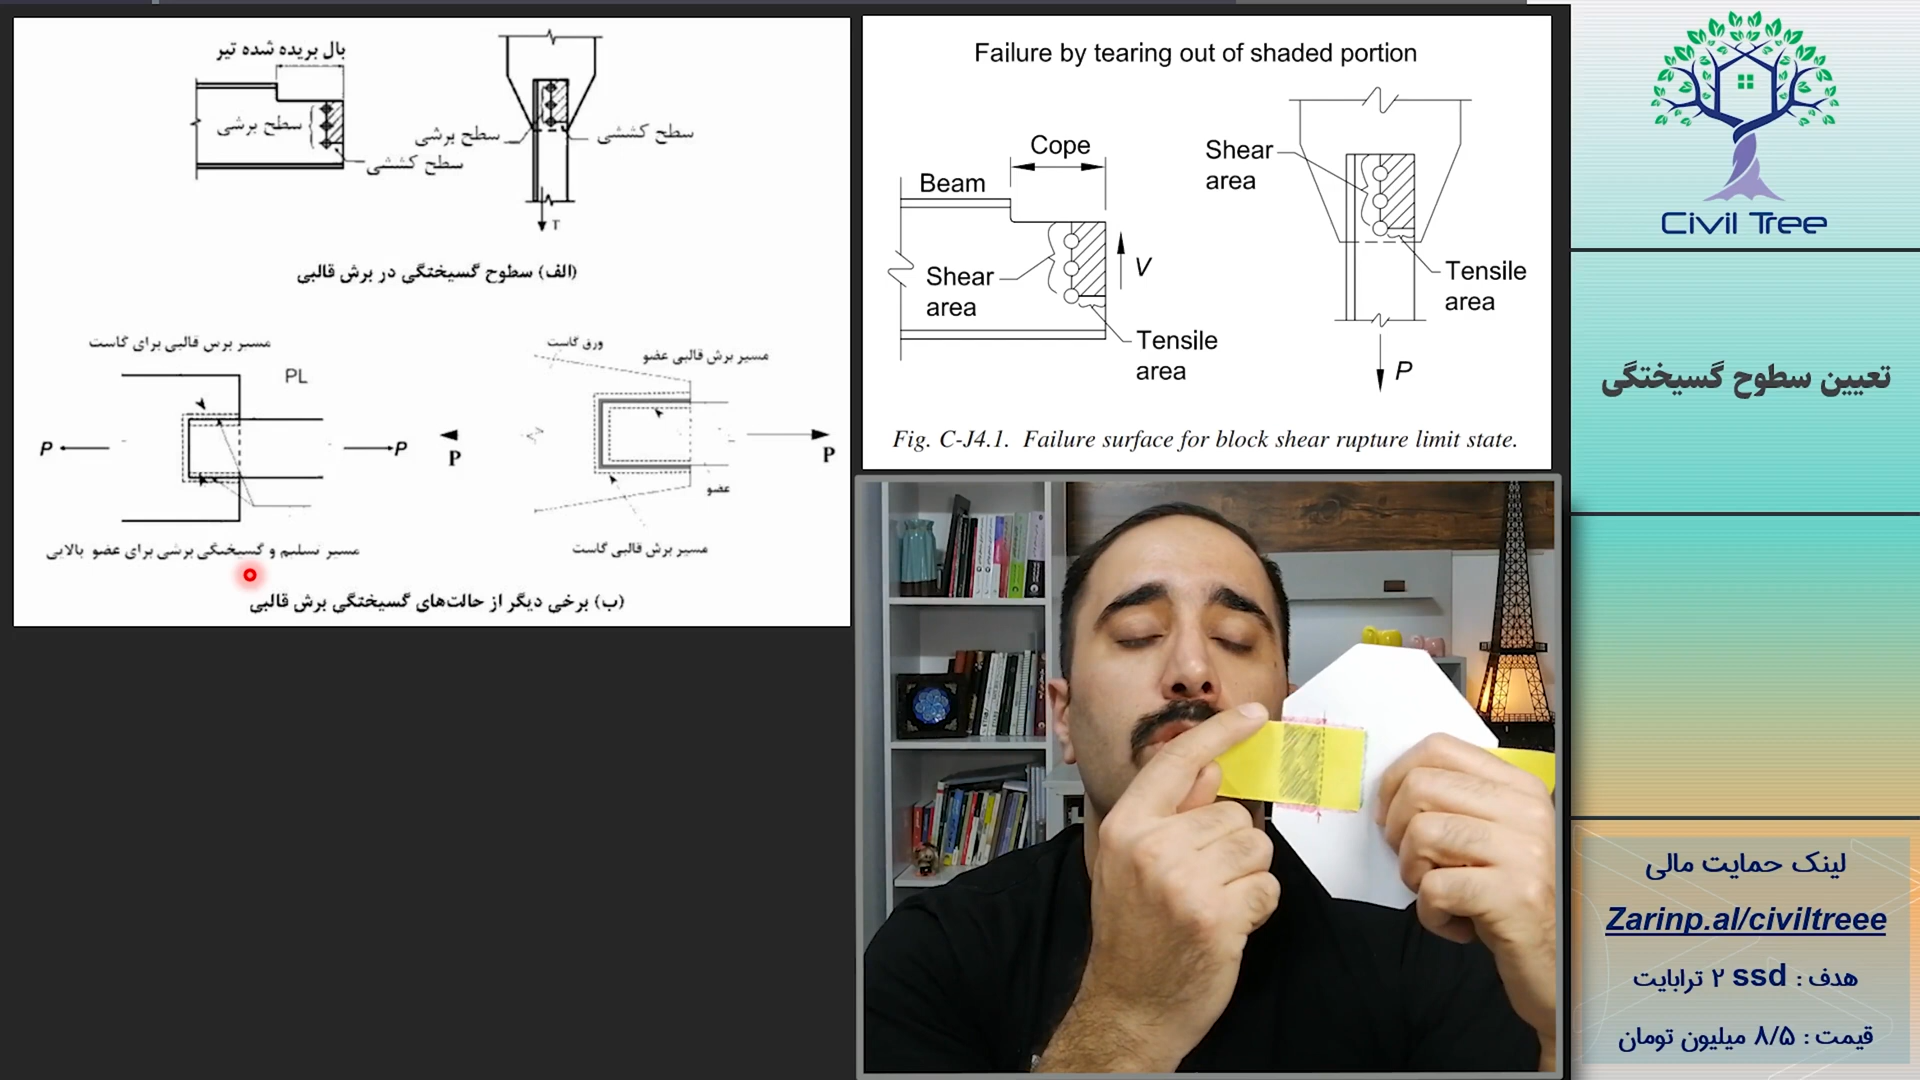 بال بریده شده تیر
سطح برشی
سطح کششی
سطح برشی
سطح کششی
T
(الف) سطوح گسیختگی در برش قالبی
مسیر برس قالبی برای گاست
PL
P
P
مسیر تسلیم و گسیختگی برشی برای عضو بالایی
ورق گاست
مسیر برش قالبی عضو
P
P
عضو
مسیر برش قالبی گاست
(ب) برخی دیگر از حالت‌های گسیختگی برش قالبی
Failure by tearing out of shaded portion
Cope
Beam
Shear
area
V
Tensile
area
Shear
area
Tensile
area
P
Fig. C-J4.1. Failure surface for block shear rupture limit state.
Civil Tree
تعیین سطوح گسیختگی
لینک حمایت مالی
Zarinp.al/civiltreee
هدف : ssd ۲ ترابایت
قیمت : ۸/۵ میلیون تومان